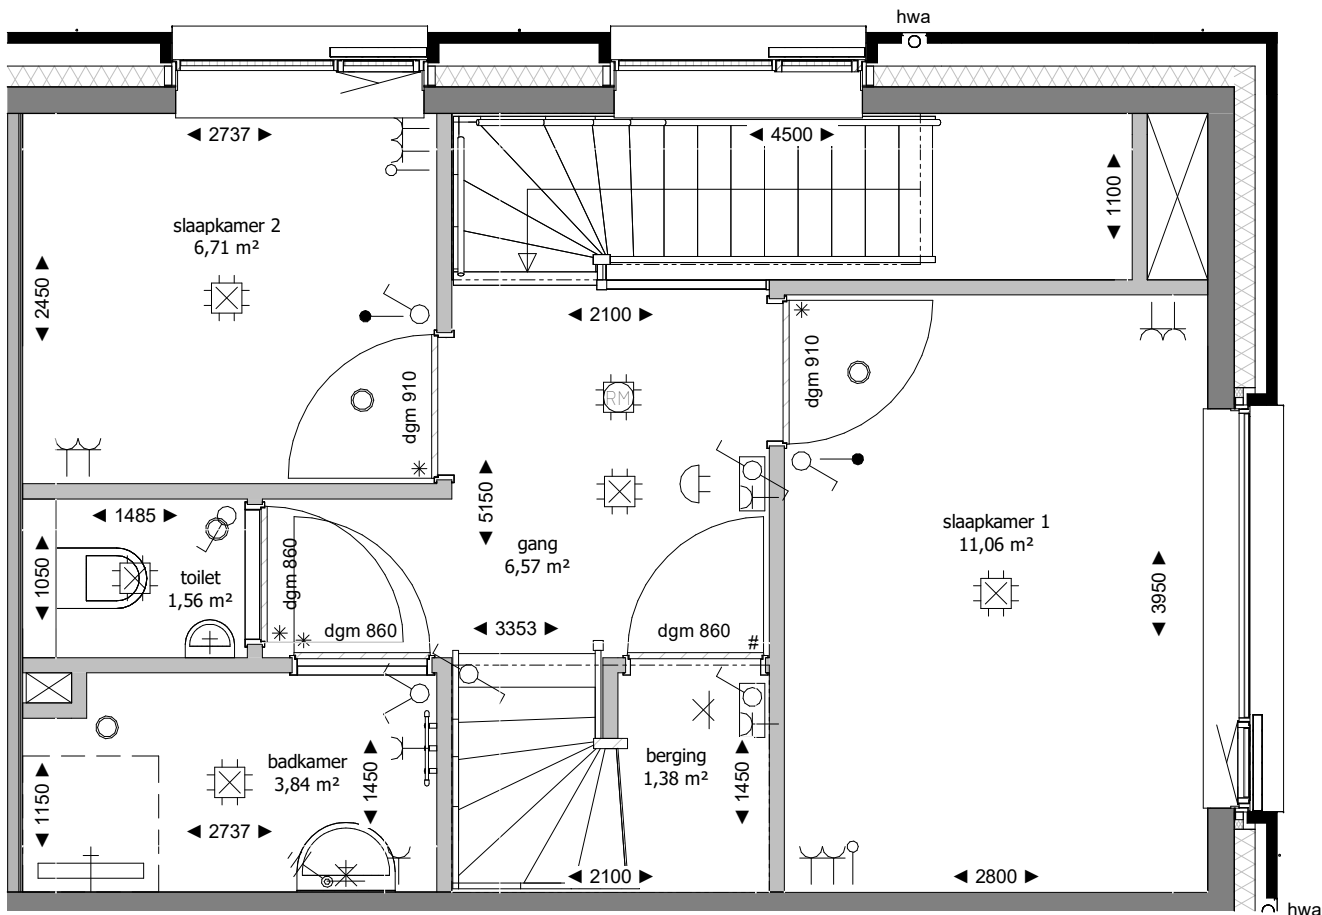 hwa
2737
4500
1100
slaapkamer 2
6,71 m²
2450
2100
dgm 910
dgm 910
RM
1485
5150
slaapkamer 1
11,06 m²
gang
6,57 m²
1050
toilet
1,56 m²
dgm 860
3950
dgm 860
3353
dgm 860
#
badkamer
3,84 m²
berging
1,38 m²
1150
1450
1450
2737
2100
2800
hwa